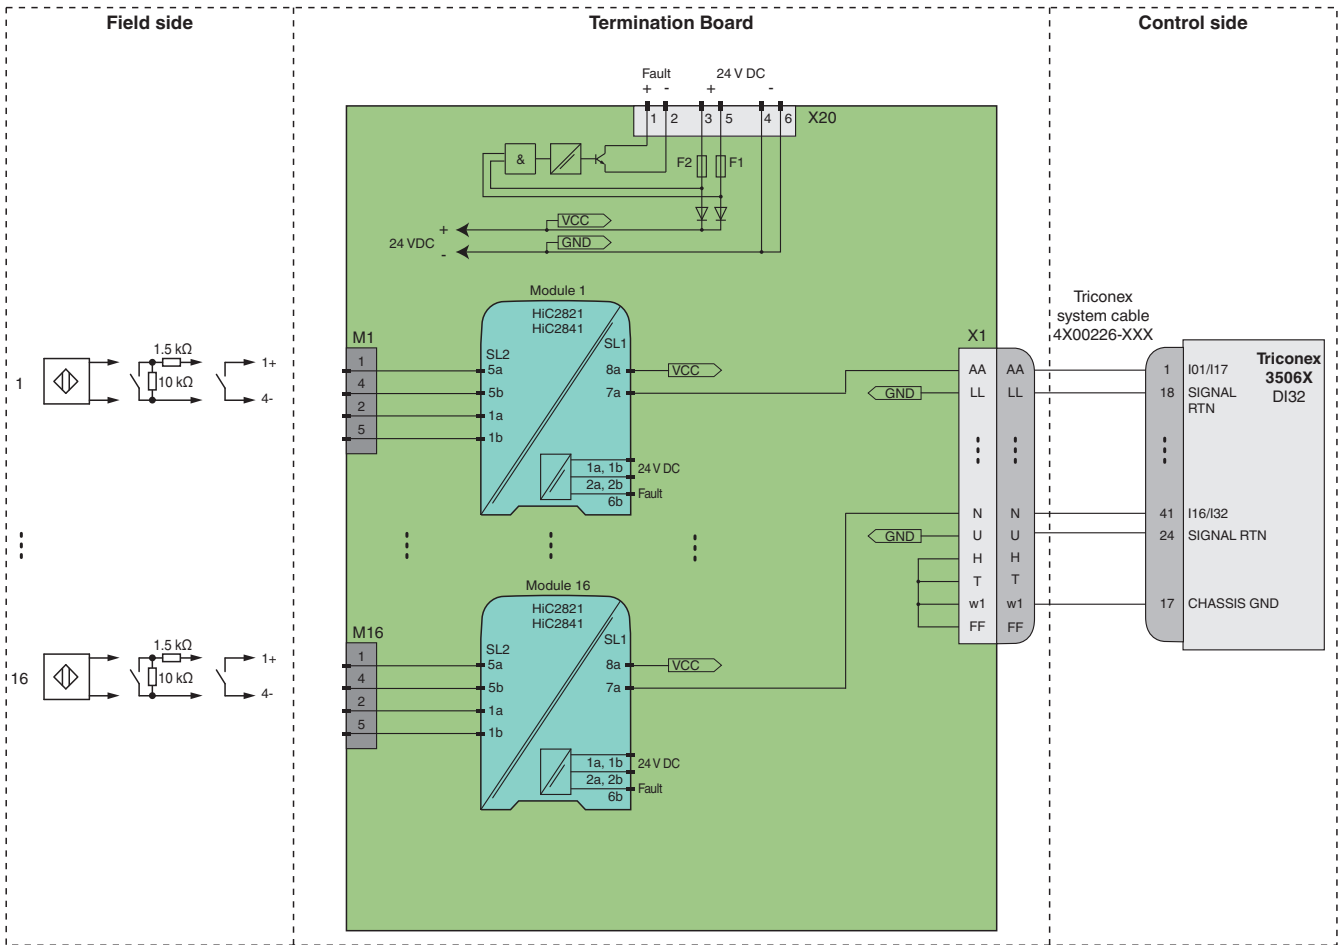 Field side
Termination Board
Control side
Fault
24 V DC
+ - + -
1 2 3 5 4 6
X20
&
F2
F1
VCC
+
24 VDC
-
GND
Module 1
HiC2821
HiC2841
M1
SL2
SL1
1
4
2
5
5a
5b
1a
1b
8a
7a
VCC
1a, 1b
2a, 2b
6b
24 V DC
Fault
1
1.5 kΩ
10 kΩ
1+
4-
X1
GND
AA
LL
N
U
H
T
w1
FF
GND
AA
LL
N
U
H
T
w1
FF
Triconex
system cable
4X00226-XXX
Triconex
3506X
DI32
1 I01/I17
18 SIGNAL
RTN
41 I16/I32
24 SIGNAL RTN
17 CHASSIS GND
Module 16
HiC2821
HiC2841
M16
SL2
SL1
1
4
2
5
5a
5b
1a
1b
8a
7a
VCC
1a, 1b
2a, 2b
6b
24 V DC
Fault
16
1.5 kΩ
10 kΩ
1+
4-